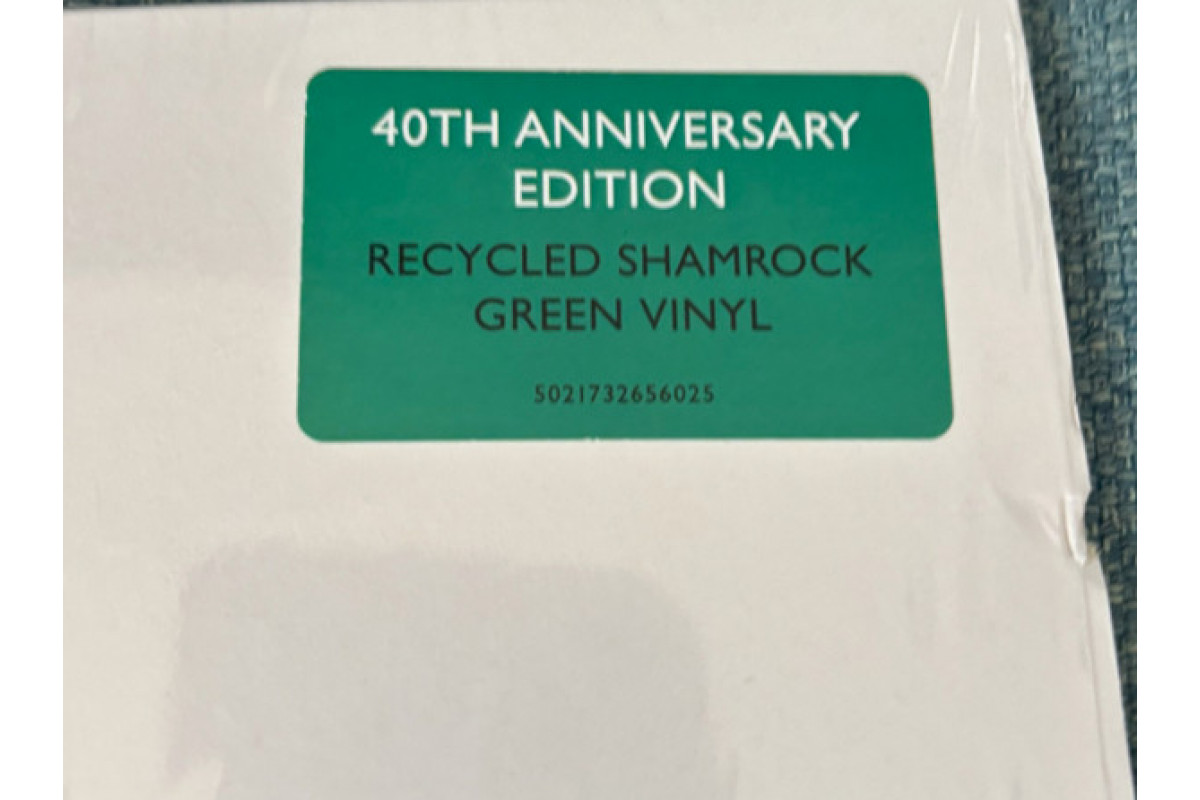 40TH ANNIVERSARY
EDITION
RECYCLED SHAMROCK
GREEN VINYL
5021732656025